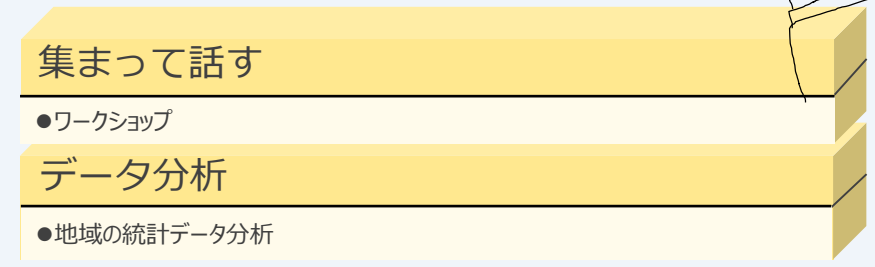 集まって話す
●ワークショップ
データ分析
●地域の統計データ分析